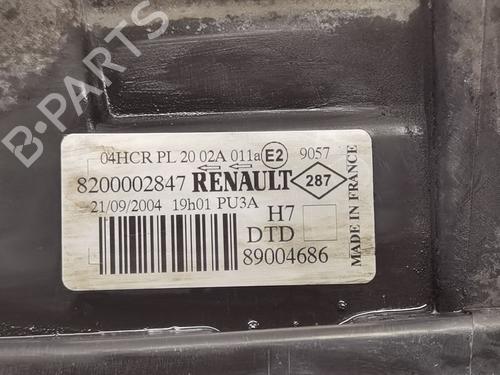 B-PARTS
04HCR PL 20 02A 011a E2 9057
8200002847 RENAULT 287
21/09/2004 19h01 PU3A
H7
DTD
89004686
MADE IN FRANCE